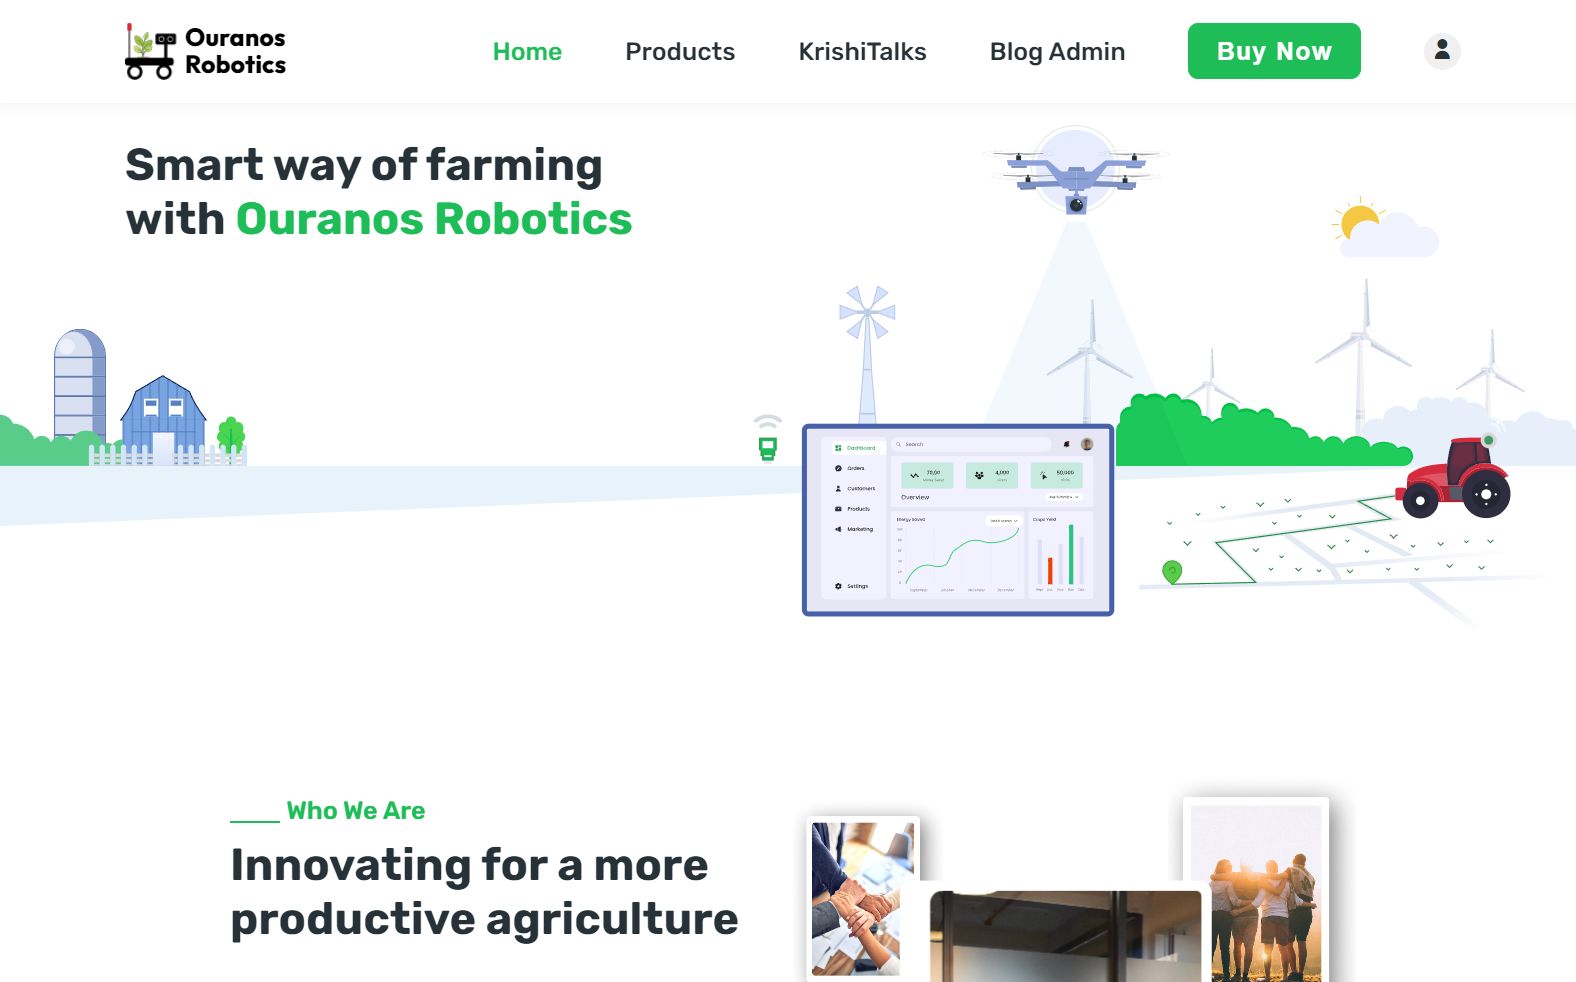 Ouranos
Robotics
Home
Products
KrishiTalks
Blog Admin
Buy Now
Smart way of farming
with Ouranos Robotics
Dashboard
Search
Orders
Customers
Products
Marketing
Settings
70,00
4,000
50,000
Overview
Energy Saved
Crops Yield
Who We Are
Innovating for a more
productive agriculture